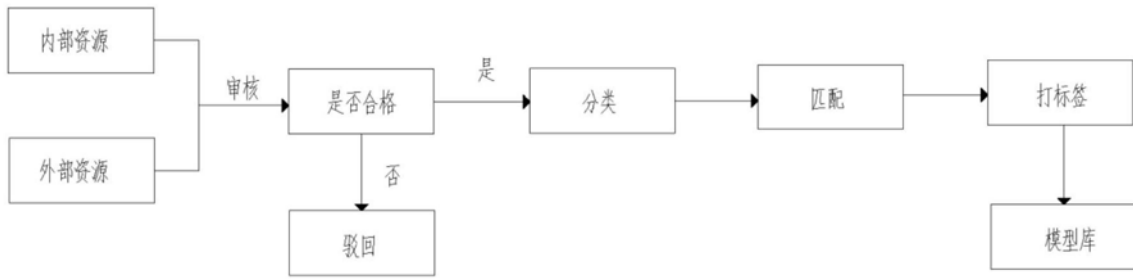 内部资源
外部资源
审核
是否合格
是
否
驳回
分类
匹配
打标签
模型库